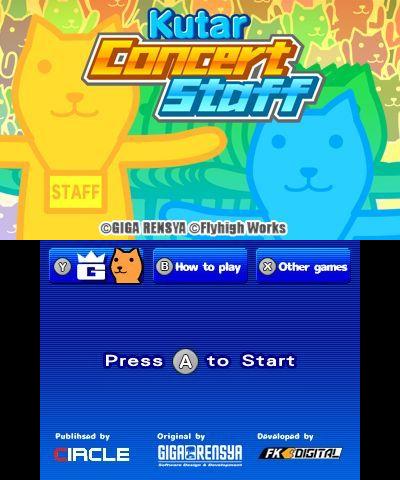 Kutar
Concert
Staff
STAFF
©GIGA RENSYA ©Flyhigh Works
Y G B How to play X Other games
Press A to Start
Publihsed by Original by Developed by
CIRCLE GIGA RENSYA FK DIGITAL
Software Design & Development